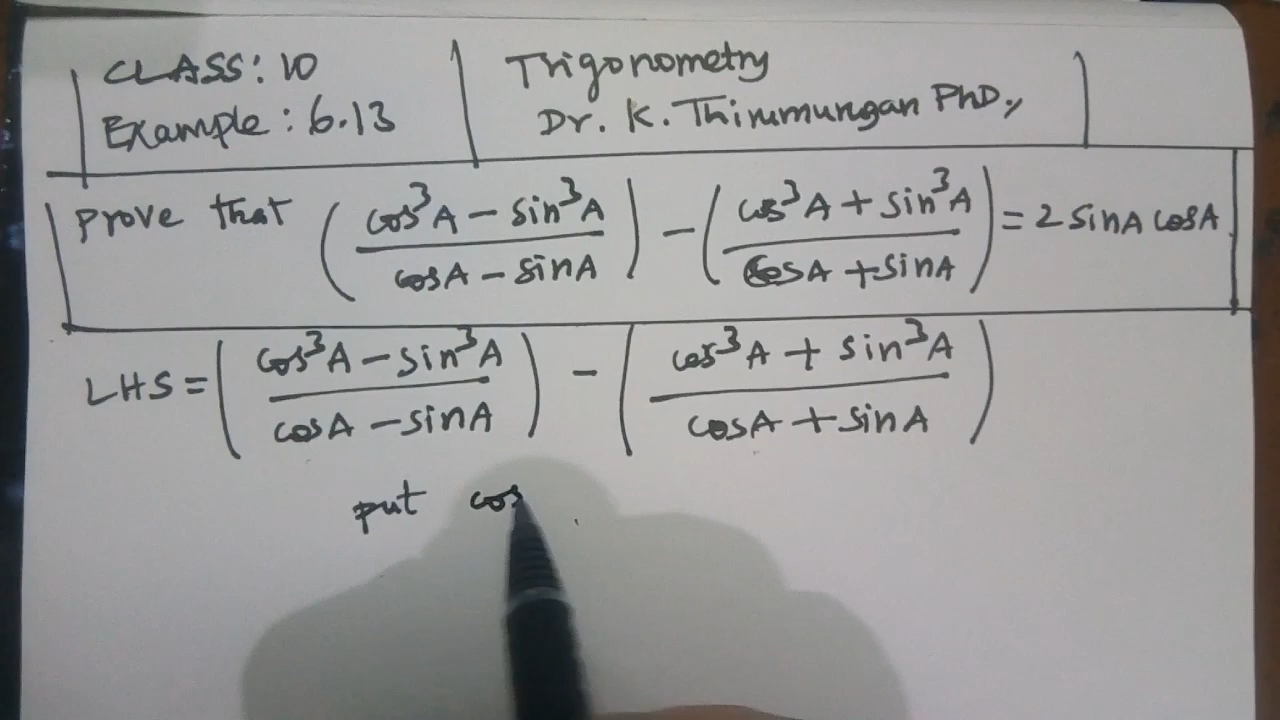 CLASS: 10
Example: 6.13
Trigonometry
Dr. K. Thirumurugan PhD.,
Prove that ( (cos³A − sin³A) / (cosA − sinA) ) − ( (cos³A + sin³A) / (cosA + sinA) ) = 2 sinA cosA
LHS = ( (cos³A − sin³A) / (cosA − sinA) ) − ( (cos³A + sin³A) / (cosA + sinA) )
put cos